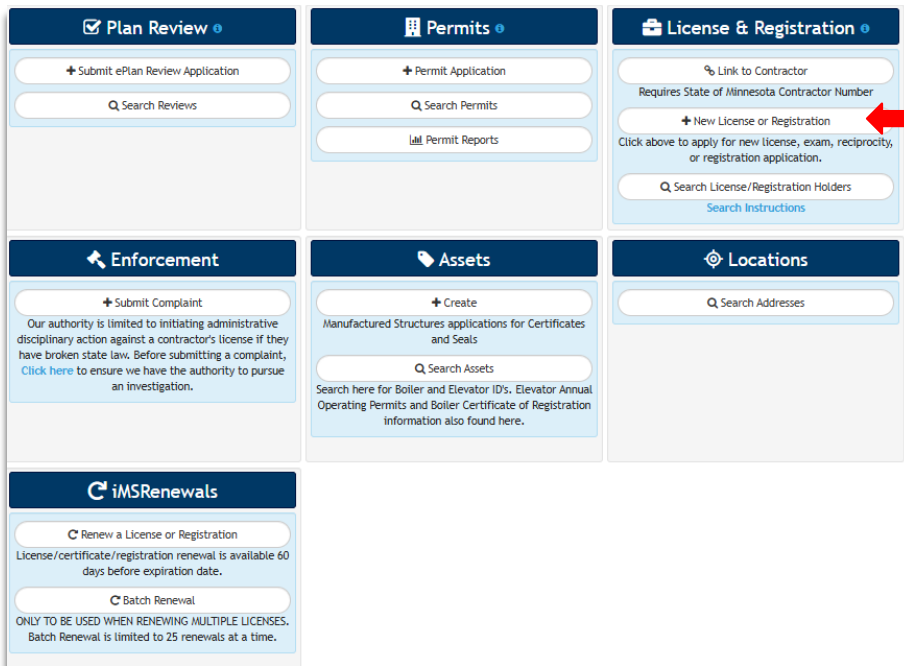 Plan Review
+ Submit ePlan Review Application
Search Reviews
Permits
+ Permit Application
Search Permits
Permit Reports
License & Registration
Link to Contractor
Requires State of Minnesota Contractor Number
+ New License or Registration
Click above to apply for new license, exam, reciprocity,
or registration application.
Search License/Registration Holders
Search Instructions
Enforcement
+ Submit Complaint
Our authority is limited to initiating administrative
disciplinary action against a contractor's license if they
have broken state law. Before submitting a complaint,
Click here to ensure we have the authority to pursue
an investigation.
Assets
+ Create
Manufactured Structures applications for Certificates
and Seals
Search Assets
Search here for Boiler and Elevator ID's. Elevator Annual
Operating Permits and Boiler Certificate of Registration
information also found here.
Locations
Search Addresses
iMSRenewals
Renew a License or Registration
License/certificate/registration renewal is available 60
days before expiration date.
Batch Renewal
ONLY TO BE USED WHEN RENEWING MULTIPLE LICENSES.
Batch Renewal is limited to 25 renewals at a time.